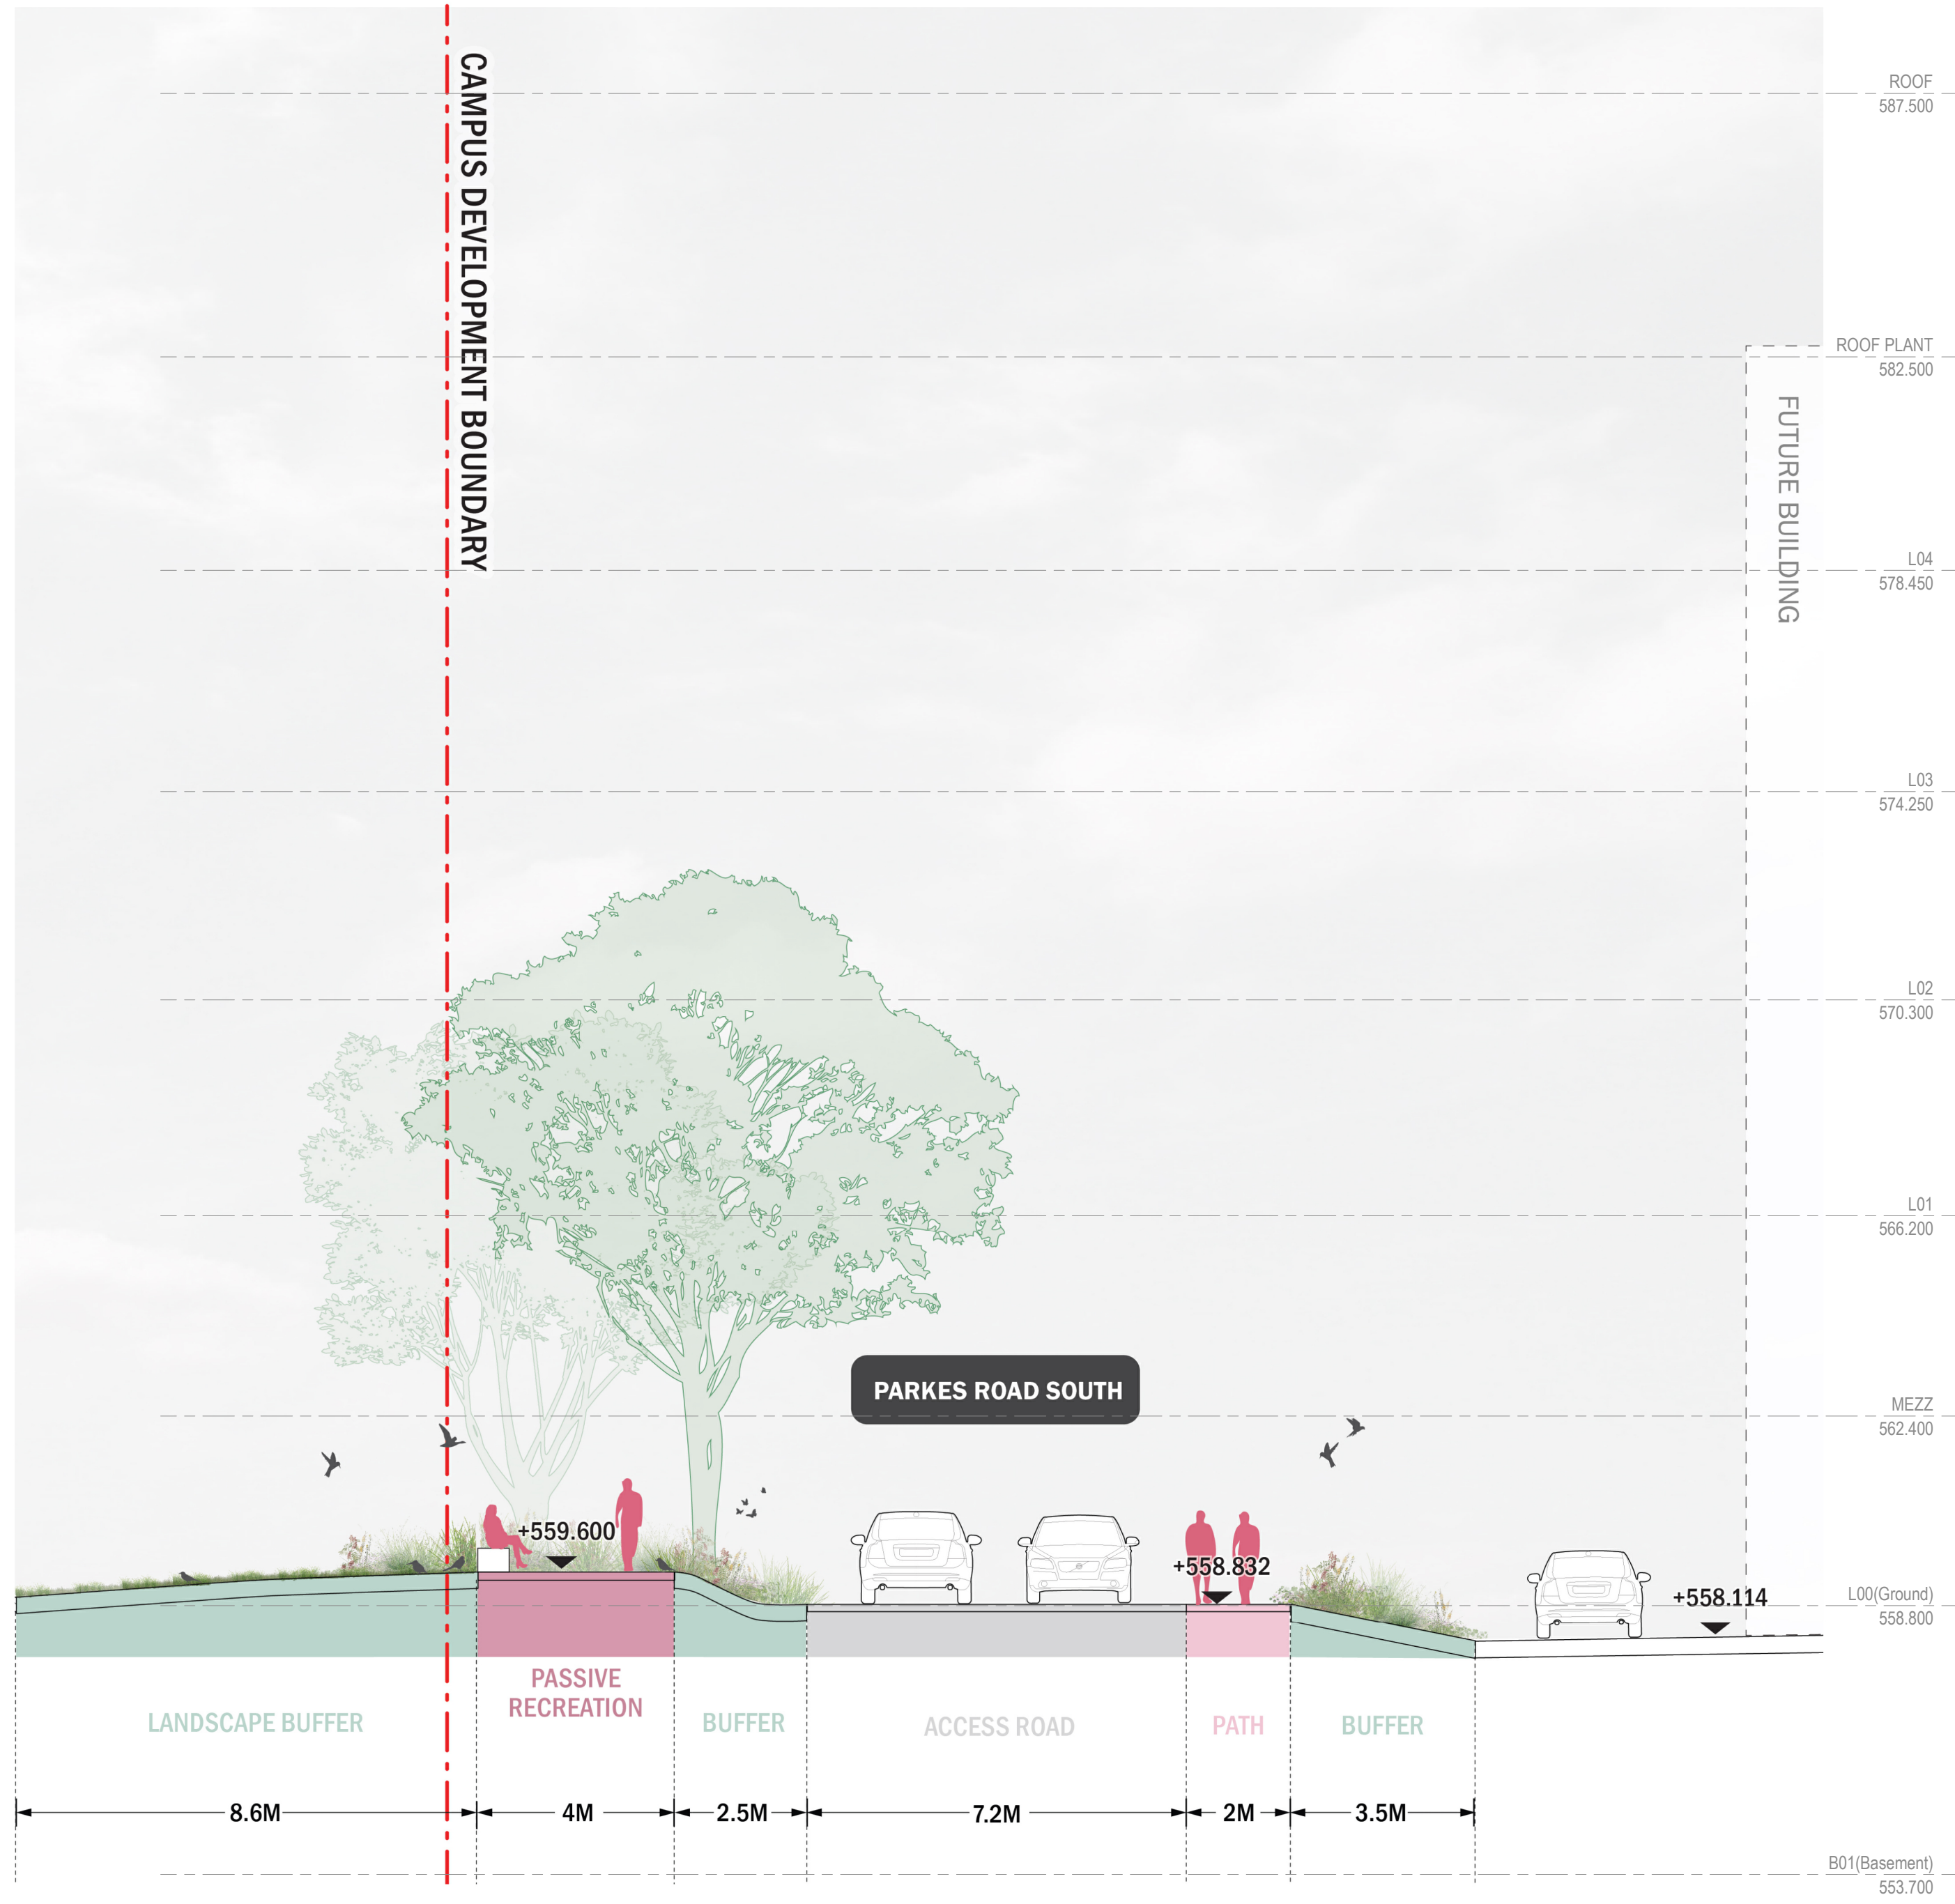 CAMPUS DEVELOPMENT BOUNDARY
ROOF
587.500
ROOF PLANT
582.500
FUTURE BUILDING
L04
578.450
L03
574.250
L02
570.300
L01
566.200
PARKES ROAD SOUTH
MEZZ
562.400
+559.600
+558.832
+558.114
L00(Ground)
558.800
PASSIVE
RECREATION
LANDSCAPE BUFFER
BUFFER
ACCESS ROAD
PATH
BUFFER
8.6M
4M
2.5M
7.2M
2M
3.5M
B01(Basement)
553.700